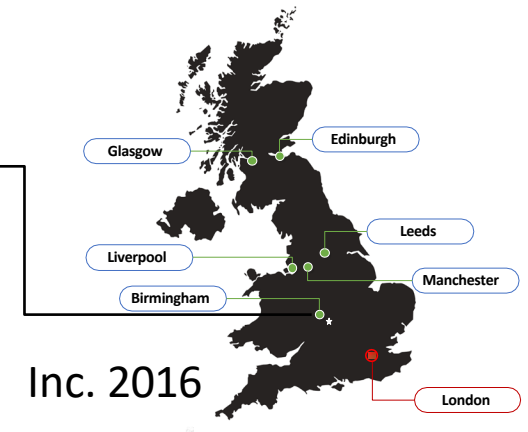 Edinburgh
Glasgow
Leeds
Liverpool
Manchester
Birmingham
Inc. 2016
London